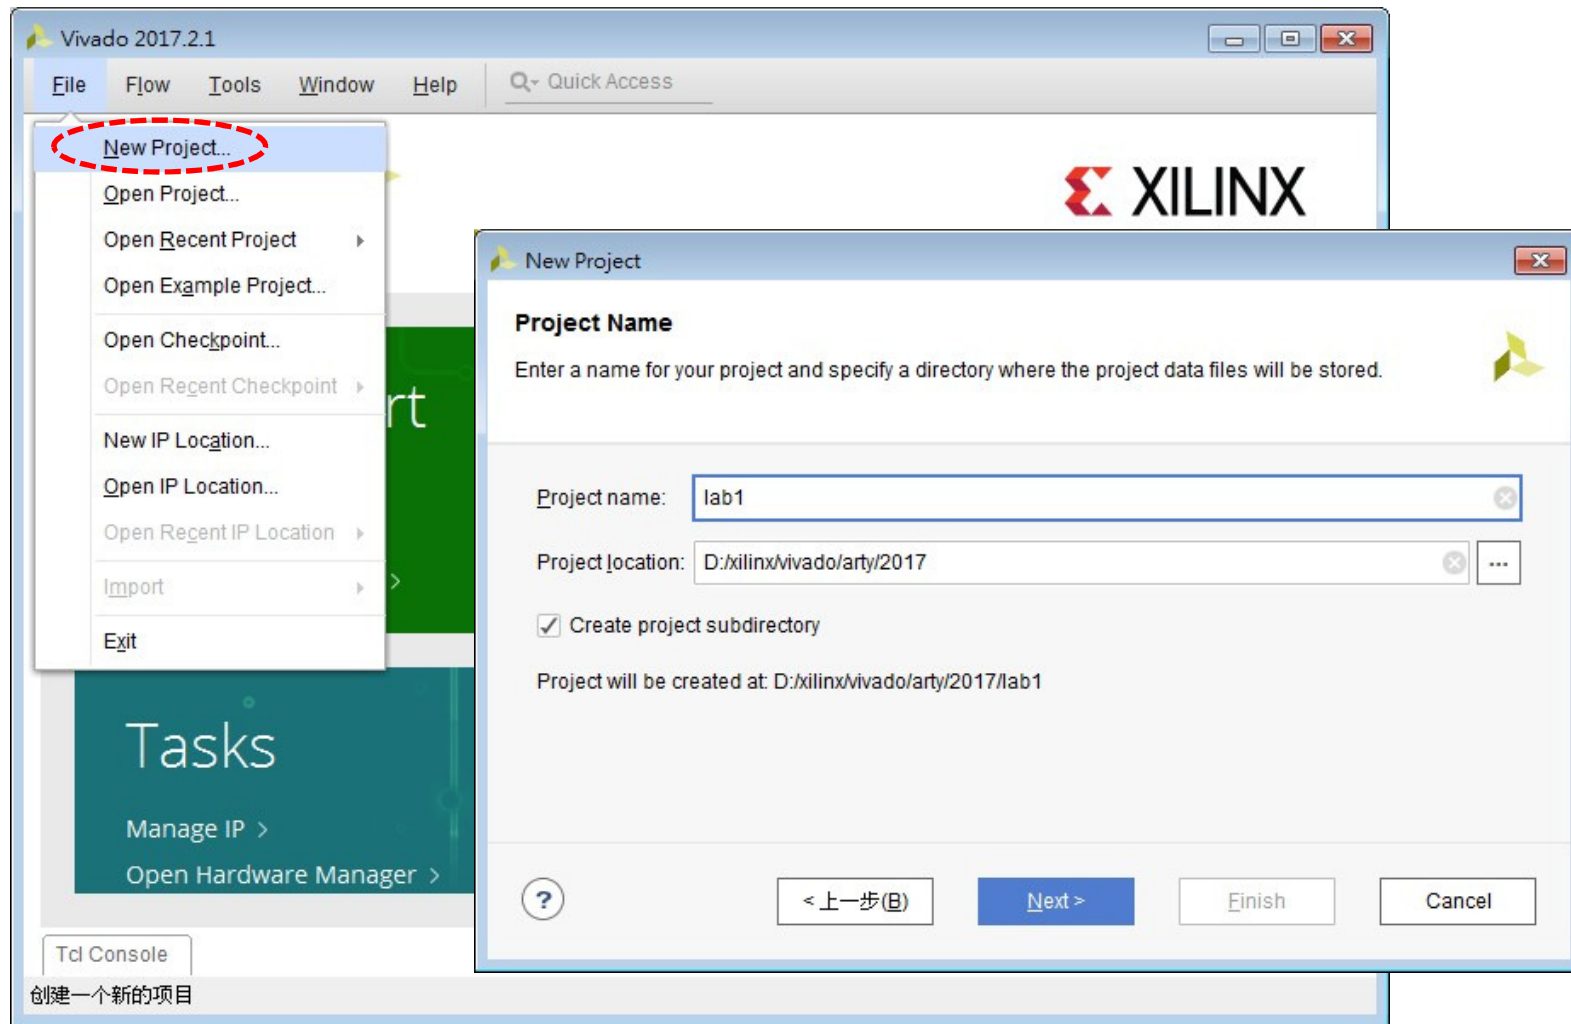 Vivado 2017.2.1
File Flow Tools Window Help Quick Access
New Project...
Open Project...
Open Recent Project
Open Example Project...
Open Checkpoint...
Open Recent Checkpoint
New IP Location...
Open IP Location...
Open Recent IP Location
Import
Exit
XILINX
rt
Tasks
Manage IP >
Open Hardware Manager >
Tcl Console
创建一个新的项目
New Project
Project Name
Enter a name for your project and specify a directory where the project data files will be stored.
Project name: lab1
Project location: D:/xilinx/vivado/arty/2017 ...
Create project subdirectory
Project will be created at: D:/xilinx/vivado/arty/2017/lab1
? <上一步(B) Next > Finish Cancel